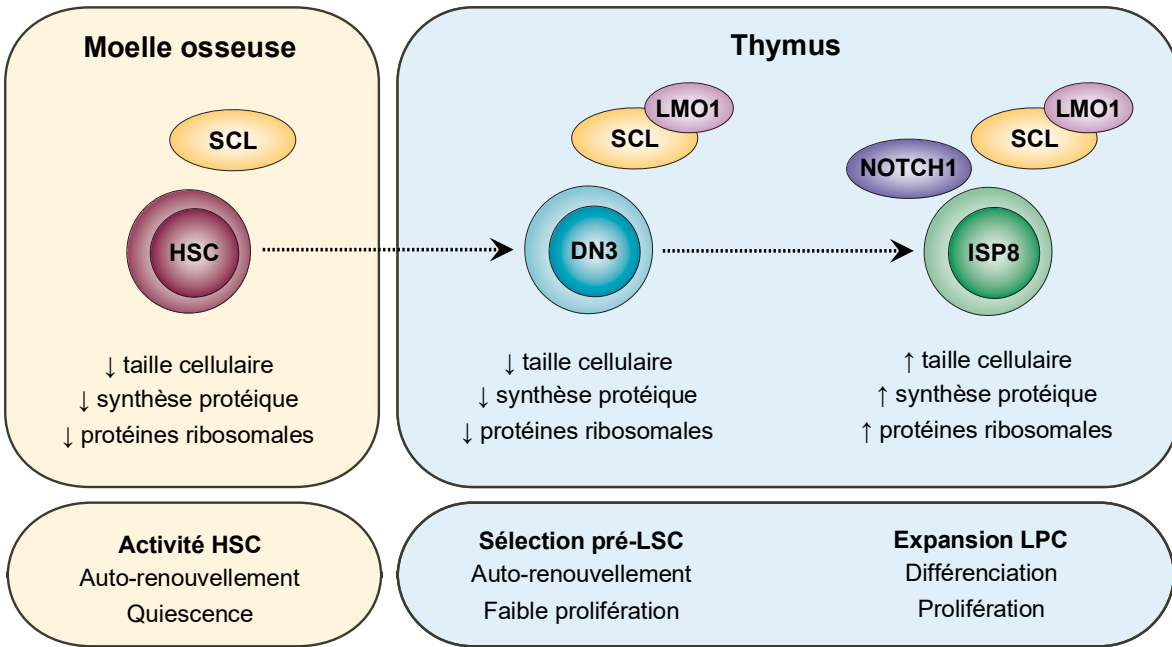 Moelle osseuse
SCL
HSC
↓ taille cellulaire
↓ synthèse protéique
↓ protéines ribosomales
Thymus
LMO1
SCL
DN3
↓ taille cellulaire
↓ synthèse protéique
↓ protéines ribosomales
LMO1
SCL
NOTCH1
ISP8
↑ taille cellulaire
↑ synthèse protéique
↑ protéines ribosomales
Activité HSC
Auto-renouvellement
Quiescence
Sélection pré-LSC
Auto-renouvellement
Faible prolifération
Expansion LPC
Différenciation
Prolifération